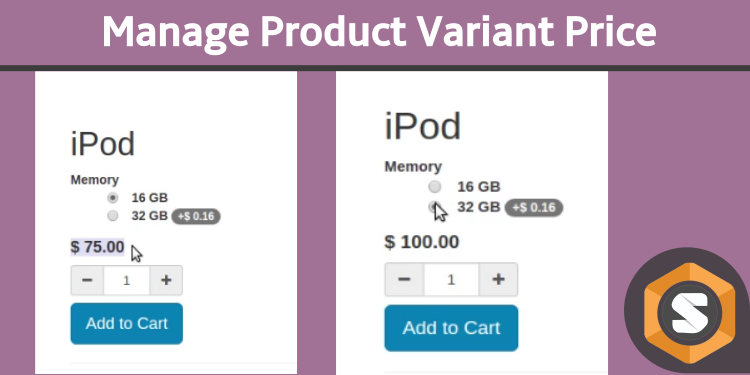 Manage Product Variant Price
iPod
Memory
16 GB
32 GB +$ 0.16
$ 75.00
− 1 +
Add to Cart
iPod
Memory
16 GB
32 GB +$ 0.16
$ 100.00
− 1 +
Add to Cart
S